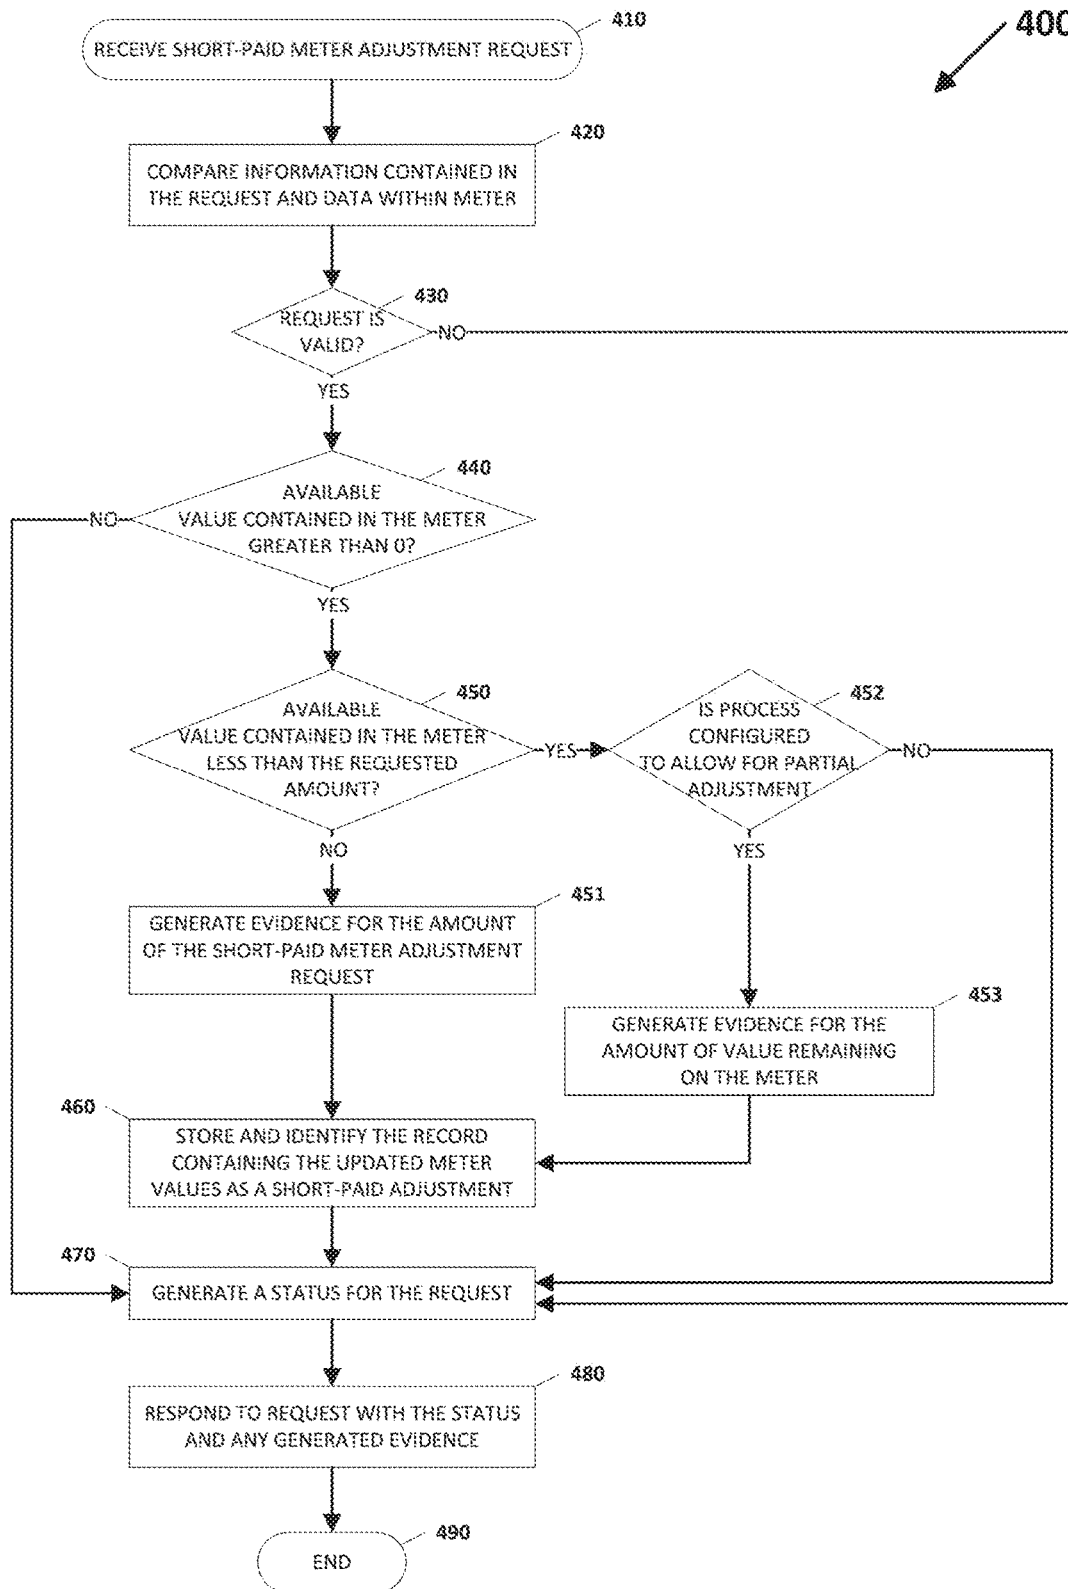 400
410
RECEIVE SHORT-PAID METER ADJUSTMENT REQUEST
420
COMPARE INFORMATION CONTAINED IN
THE REQUEST AND DATA WITHIN METER
430
REQUEST IS
VALID?
NO
YES
440
AVAILABLE
VALUE CONTAINED IN THE METER
GREATER THAN 0?
NO
YES
450
AVAILABLE
VALUE CONTAINED IN THE METER
LESS THAN THE REQUESTED
AMOUNT?
YES
NO
452
IS PROCESS
CONFIGURED
TO ALLOW FOR PARTIAL
ADJUSTMENT
NO
YES
451
GENERATE EVIDENCE FOR THE AMOUNT
OF THE SHORT-PAID METER ADJUSTMENT
REQUEST
453
GENERATE EVIDENCE FOR THE
AMOUNT OF VALUE REMAINING
ON THE METER
460
STORE AND IDENTIFY THE RECORD
CONTAINING THE UPDATED METER
VALUES AS A SHORT-PAID ADJUSTMENT
470
GENERATE A STATUS FOR THE REQUEST
480
RESPOND TO REQUEST WITH THE STATUS
AND ANY GENERATED EVIDENCE
490
END